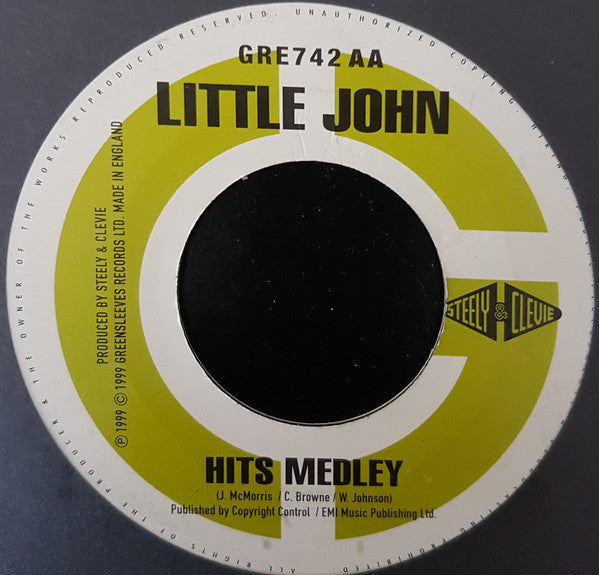 GRE742 AA
LITTLE JOHN
PRODUCED BY STEELY & CLEVIE
℗ 1999 © 1999 GREENSLEEVES RECORDS LTD. MADE IN ENGLAND
STEELY & CLEVIE
HITS MEDLEY
(J. McMorris / C. Browne / W. Johnson)
Published by Copyright Control / EMI Music Publishing Ltd.
ALL RIGHTS OF THE PRODUCER & THE OWNER OF THE WORKS REPRODUCED RESERVED. UNAUTHORIZED COPYING,